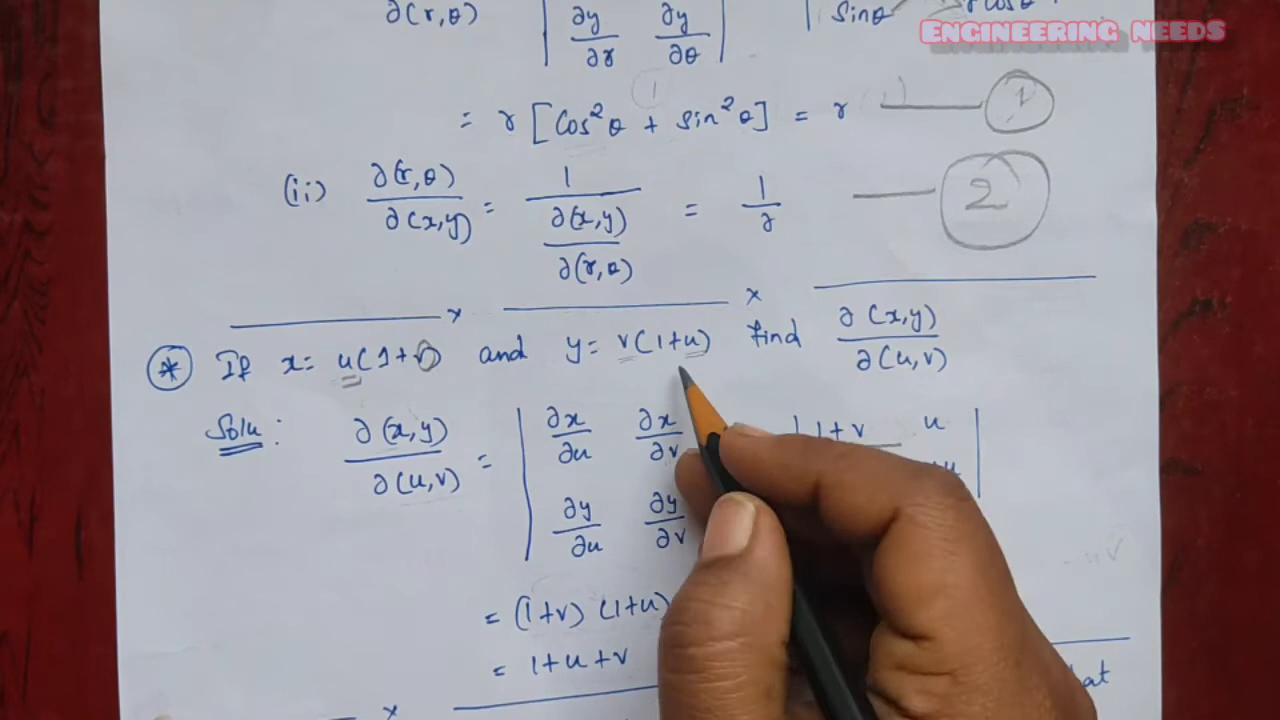 ∂(r,θ) | ∂y/∂r ∂y/∂θ | | Sinθ r cosθ
ENGINEERING NEEDS
= r [Cos²θ + Sin²θ] = r —— 1
(ii) ∂(r,θ)/∂(x,y) = 1/(∂(x,y)/∂(r,θ)) = 1/r —— 2
× ×
* If x= u(1+v) and y= v(1+u) find ∂(x,y)/∂(u,v)
Solu: ∂(x,y)/∂(u,v) = | ∂x/∂u ∂x/∂v | 1+v u |
∂y/∂u ∂y/∂v
= (1+v) (1+u)
= 1+u+v
×